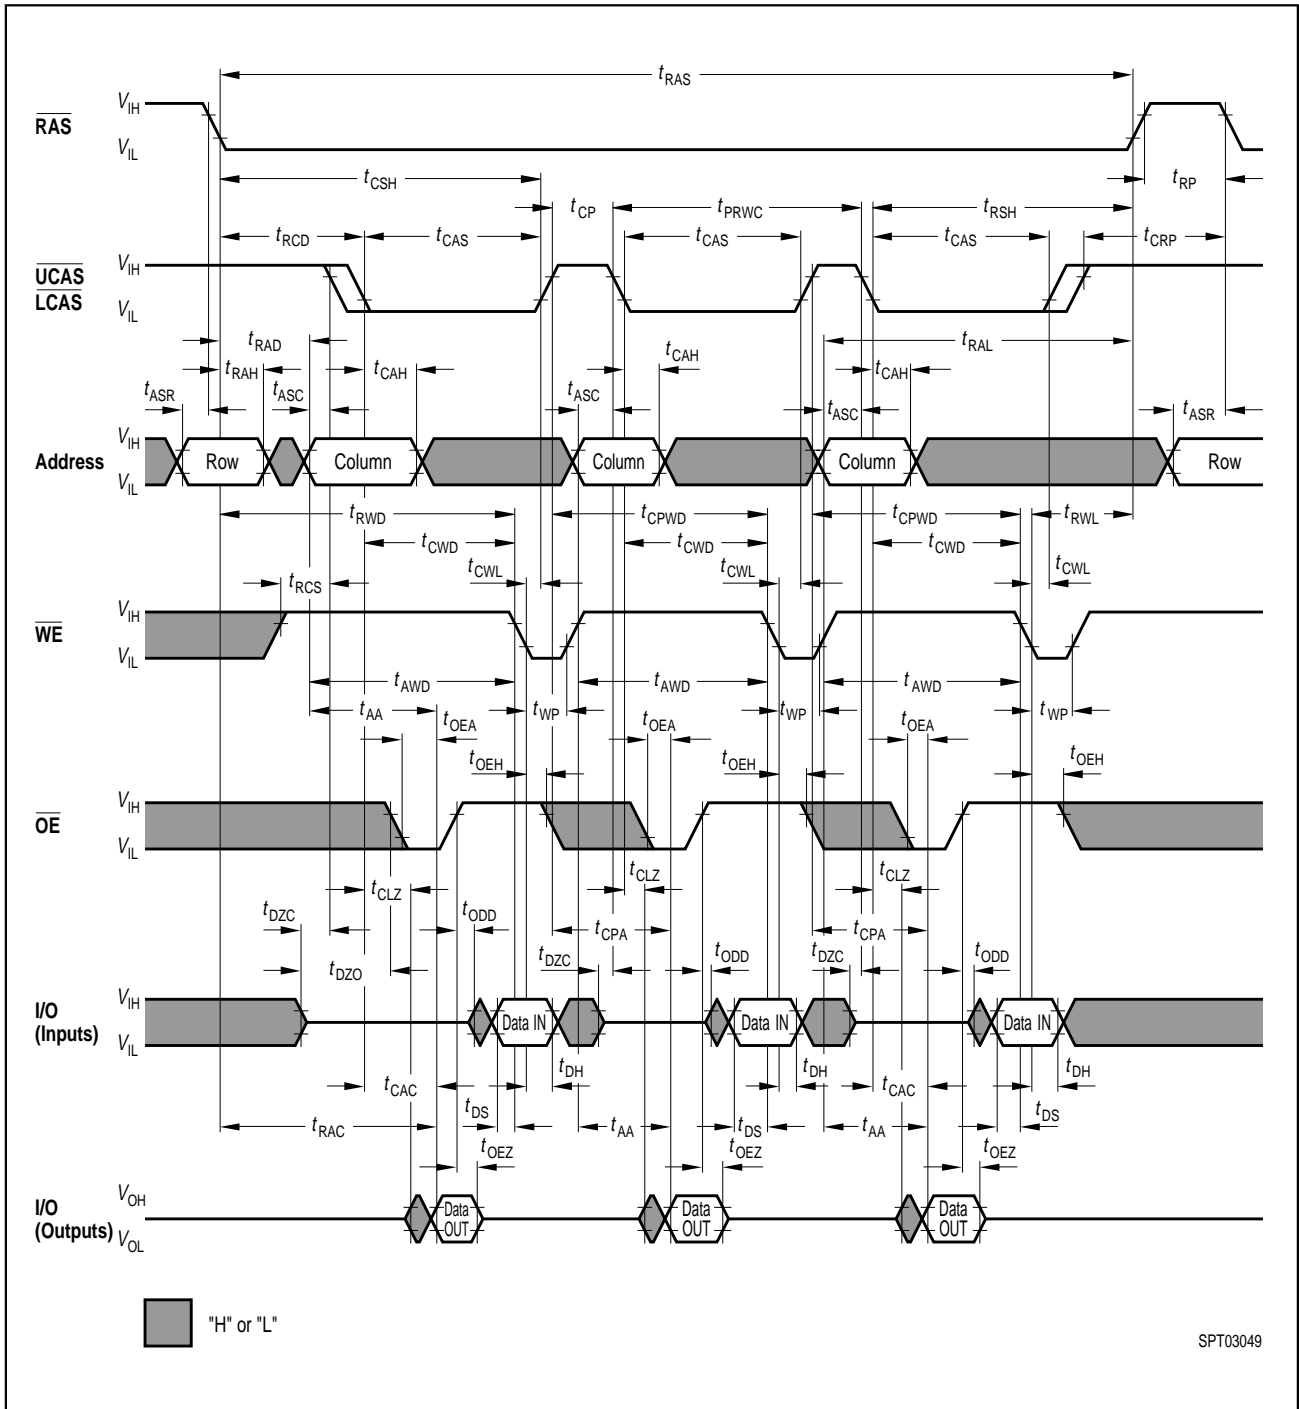 tRAS
VIH
RAS
VIL
tCSH
tRP
tCP
tPRWC
tRSH
tRCD
tCAS
tCAS
tCAS
tCRP
VIH
UCAS
LCAS
VIL
tRAD
tRAL
tRAH
tCAH
tCAH
tCAH
tASR
tASC
tASC
tASC
tASR
VIH
Address
Row
Column
Column
Column
Row
VIL
tRWD
tCPWD
tCPWD
tRWL
tCWD
tCWD
tCWD
tCWL
tCWL
tCWL
tRCS
VIH
WE
VIL
tAWD
tAWD
tAWD
tAA
tWP
tWP
tWP
tOEA
tOEA
tOEA
tOEH
tOEH
tOEH
VIH
OE
VIL
tCLZ
tCLZ
tCLZ
tDZC
tODD
tCPA
tCPA
tDZO
tDZC
tODD
tDZC
tODD
VIH
I/O
(Inputs)
Data IN
Data IN
Data IN
VIL
tDH
tDH
tDH
tCAC
tCAC
tDS
tDS
tDS
tRAC
tAA
tAA
tOEZ
tOEZ
tOEZ
VOH
I/O
(Outputs)
Data
OUT
Data
OUT
Data
OUT
VOL
"H" or "L"
SPT03049